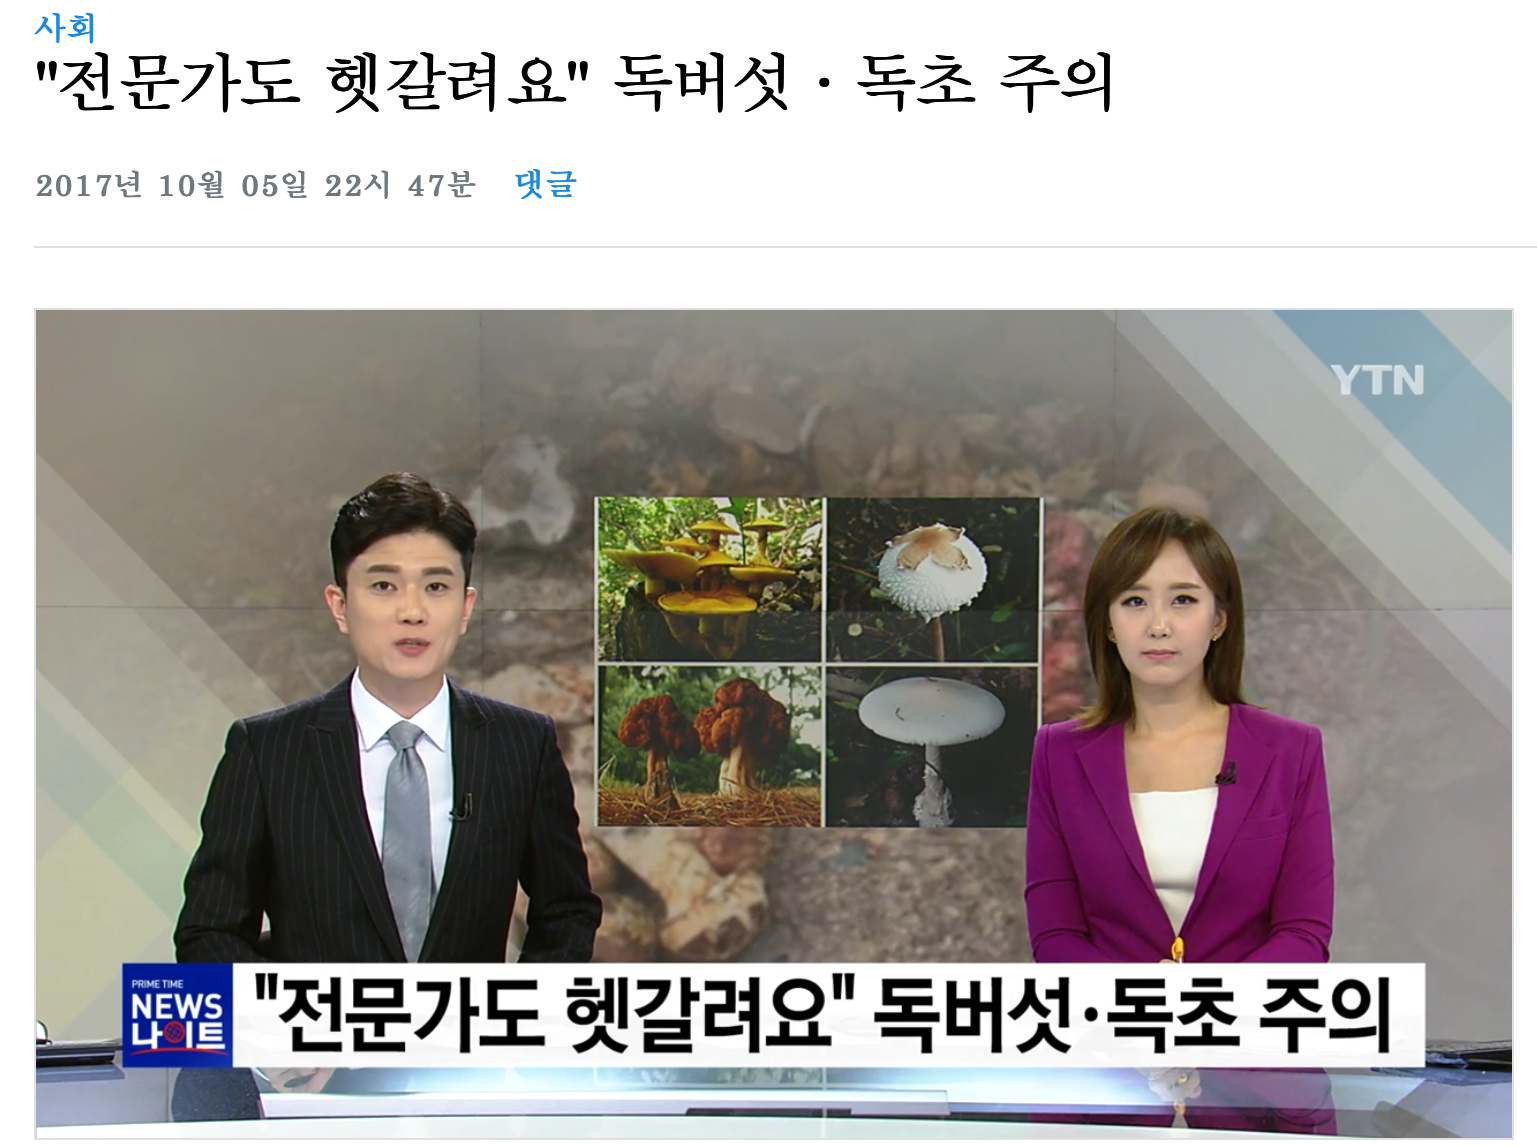 사회
"전문가도 헷갈려요" 독버섯 · 독초 주의
2017년 10월 05일 22시 47분 댓글
YTN
PRIME TIME
NEWS
나이트
"전문가도 헷갈려요" 독버섯·독초 주의